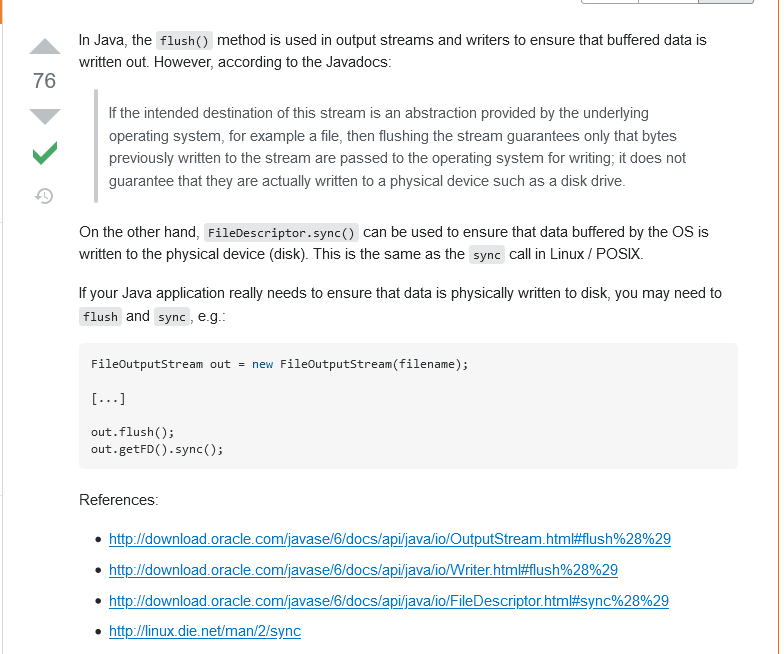 In Java, the flush() method is used in output streams and writers to ensure that buffered data is
76
written out. However, according to the Javadocs:
If the intended destination of this stream is an abstraction provided by the underlying
operating system, for example a file, then flushing the stream guarantees only that bytes
previously written to the stream are passed to the operating system for writing; it does not
guarantee that they are actually written to a physical device such as a disk drive.
On the other hand, FileDescriptor.sync() can be used to ensure that data buffered by the OS is
written to the physical device (disk). This is the same as the sync call in Linux / POSIX.
If your Java application really needs to ensure that data is physically written to disk, you may need to
flush and sync, e.g.:
FileOutputStream out = new FileOutputStream(filename);
[...]
out.flush();
out.getFD().sync();
References:
• http://download.oracle.com/javase/6/docs/api/java/io/OutputStream.html#flush%28%29
• http://download.oracle.com/javase/6/docs/api/java/io/Writer.html#flush%28%29
• http://download.oracle.com/javase/6/docs/api/java/io/FileDescriptor.html#sync%28%29
• http://linux.die.net/man/2/sync